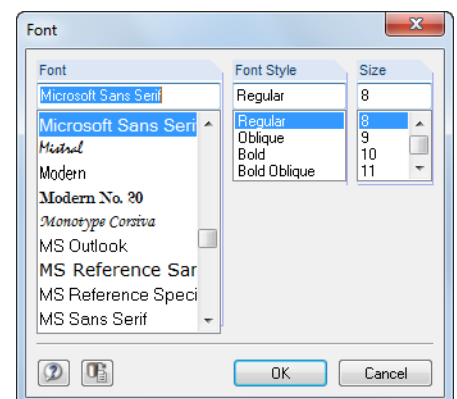 Font
Font
Font Style
Size
Microsoft Sans Serif
Regular
8
Microsoft Sans Seri
Mistral
Modern
Modern No. 20
Monotype Corsiva
MS Outlook
MS Reference Sar
MS Reference Speci
MS Sans Serif
Regular
Oblique
Bold
Bold Oblique
8
9
10
11
OK
Cancel